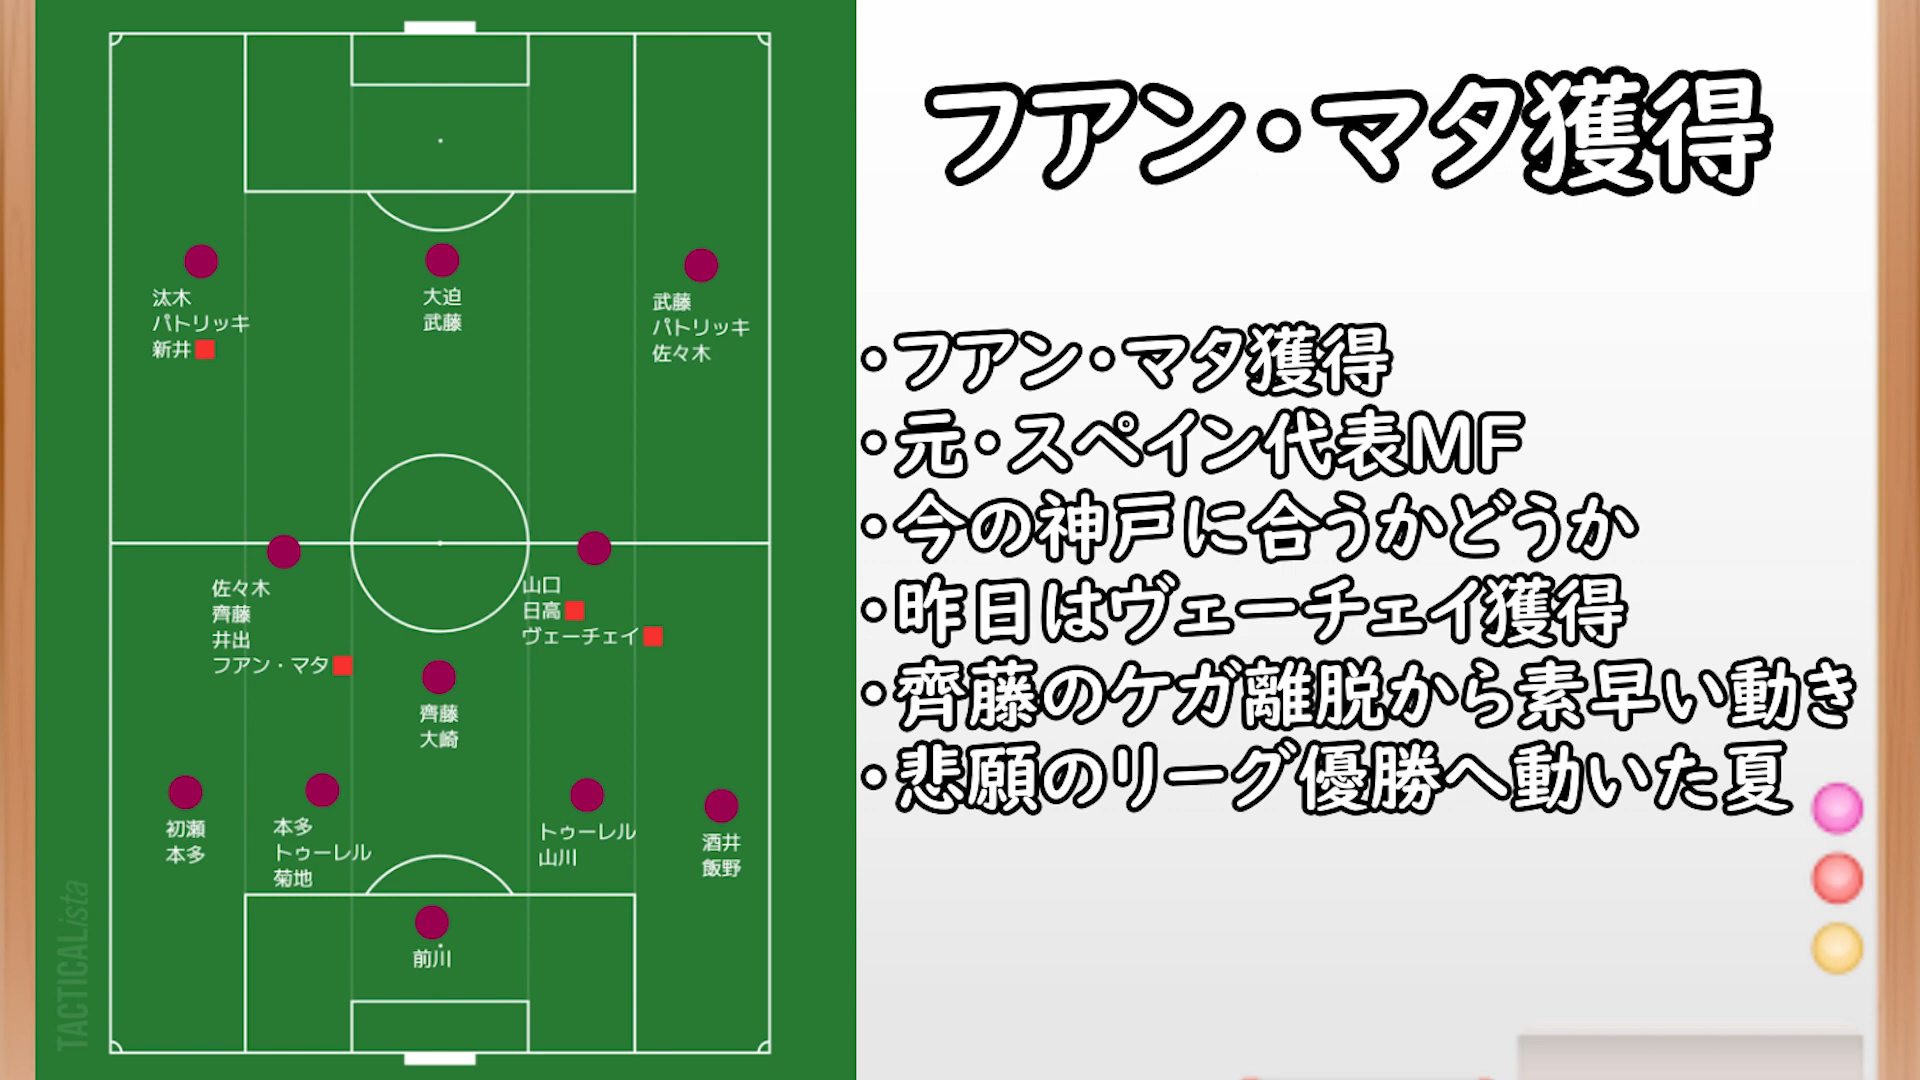 フアン・マタ獲得
汰木
パトリッキ
新井
大迫
武藤
武藤
パトリッキ
佐々木
佐々木
齊藤
井出
フアン・マタ
山口
日高
ヴェーチェイ
齊藤
大崎
初瀬
本多
本多
トゥーレル
菊地
トゥーレル
山川
酒井
飯野
前川
TACTICALista
・フアン・マタ獲得
・元・スペイン代表MF
・今の神戸に合うかどうか
・昨日はヴェーチェイ獲得
・齊藤のケガ離脱から素早い動き
・悲願のリーグ優勝へ動いた夏